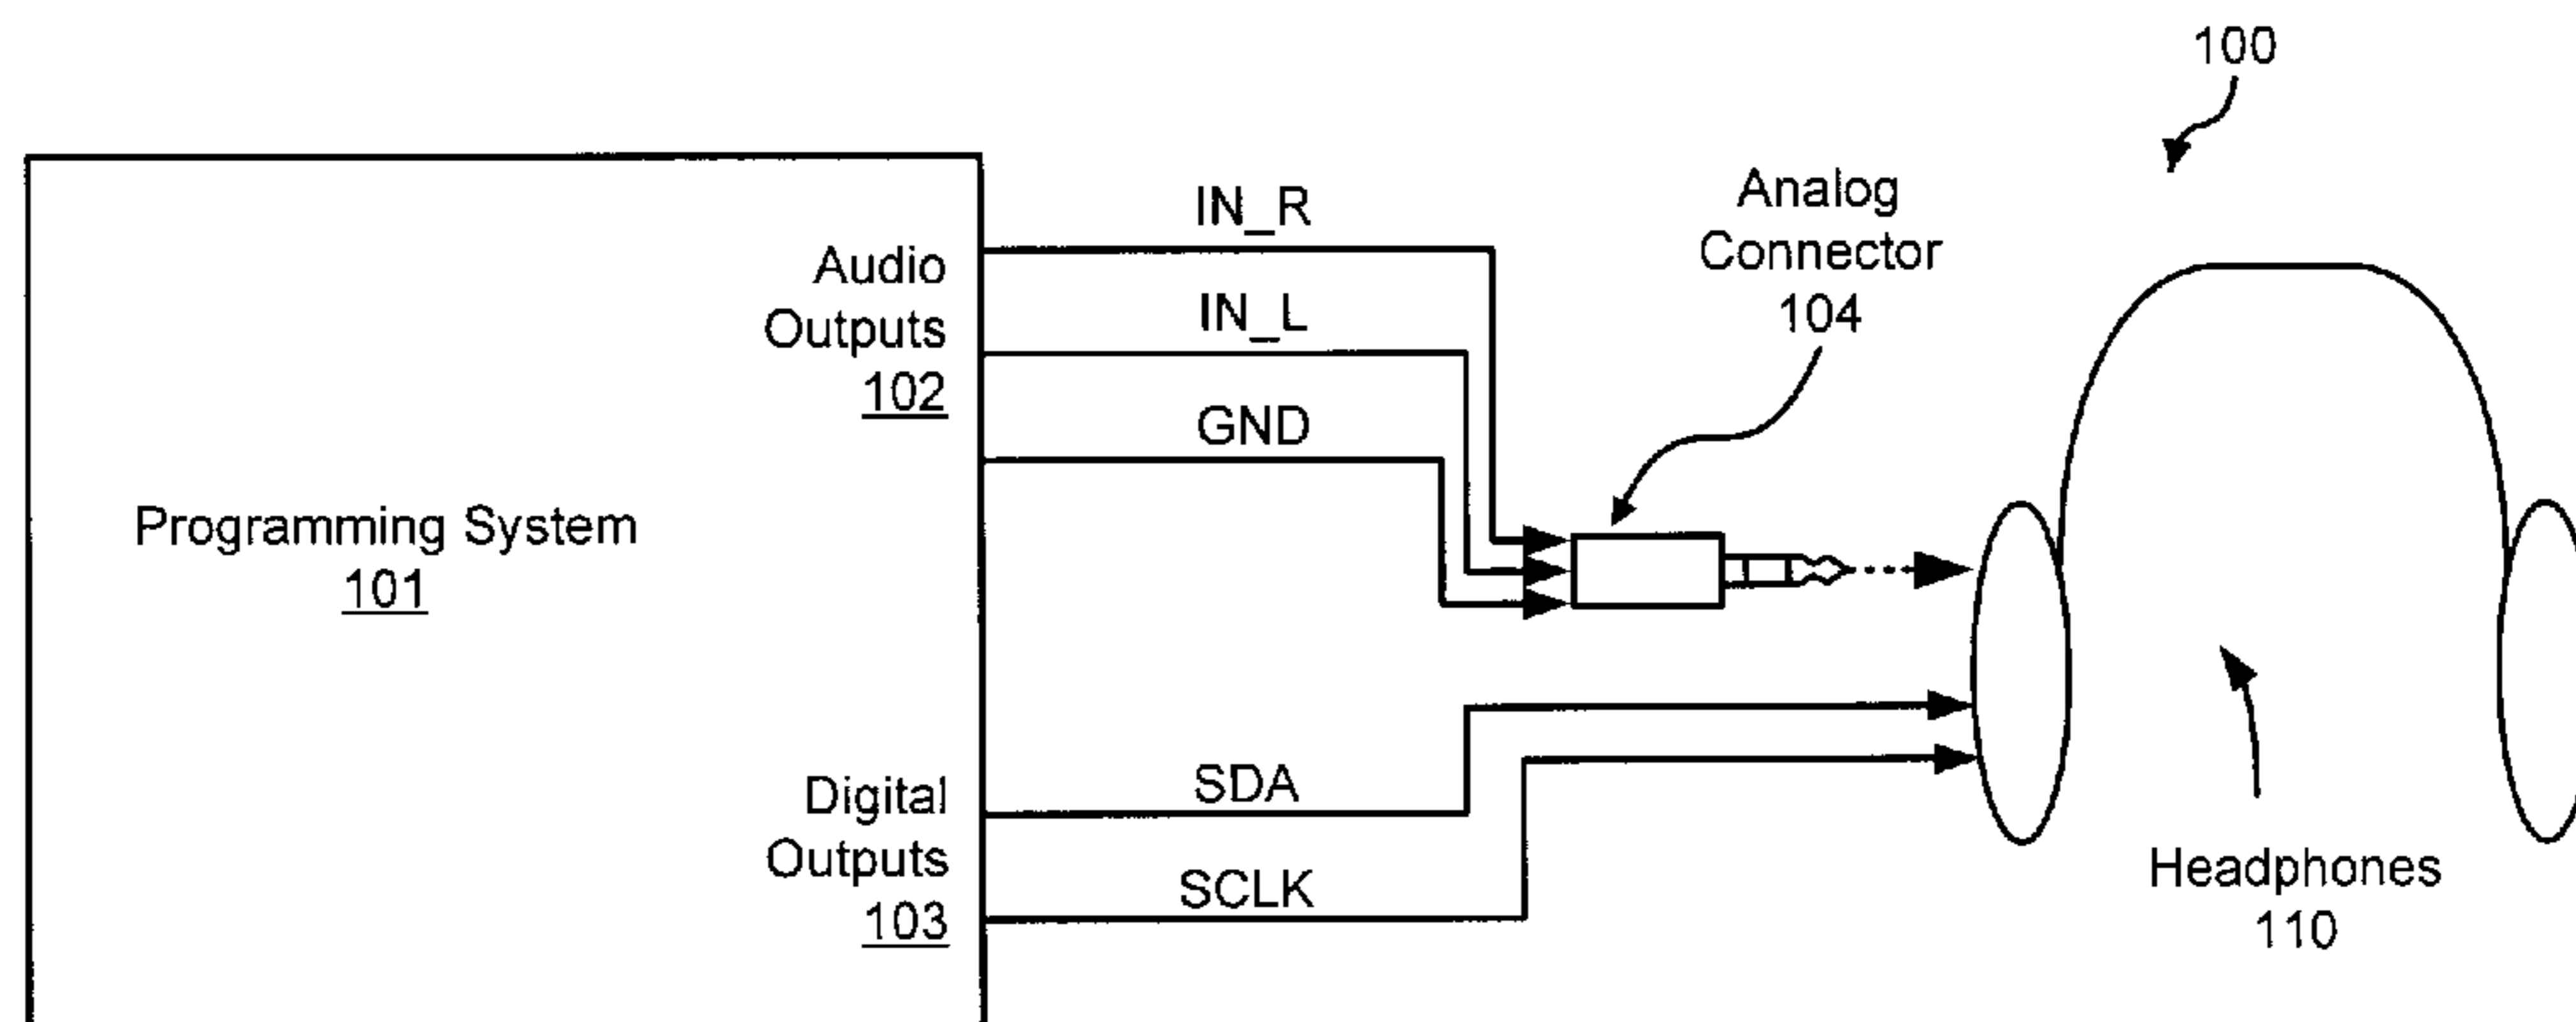 100
Analog
Connector
104
IN_R
Audio
Outputs
102
IN_L
GND
Programming System
101
Digital
Outputs
103
SDA
SCLK
Headphones
110